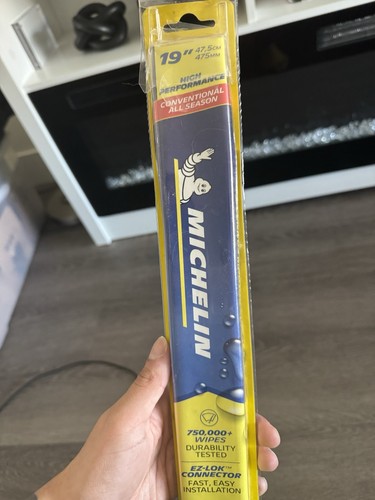 19" 47.5CM
475MM
HIGH
PERFORMANCE
CONVENTIONAL
ALL SEASON
MICHELIN
750,000+
WIPES
DURABILITY
TESTED
EZ-LOK™
CONNECTOR
FAST, EASY
INSTALLATION